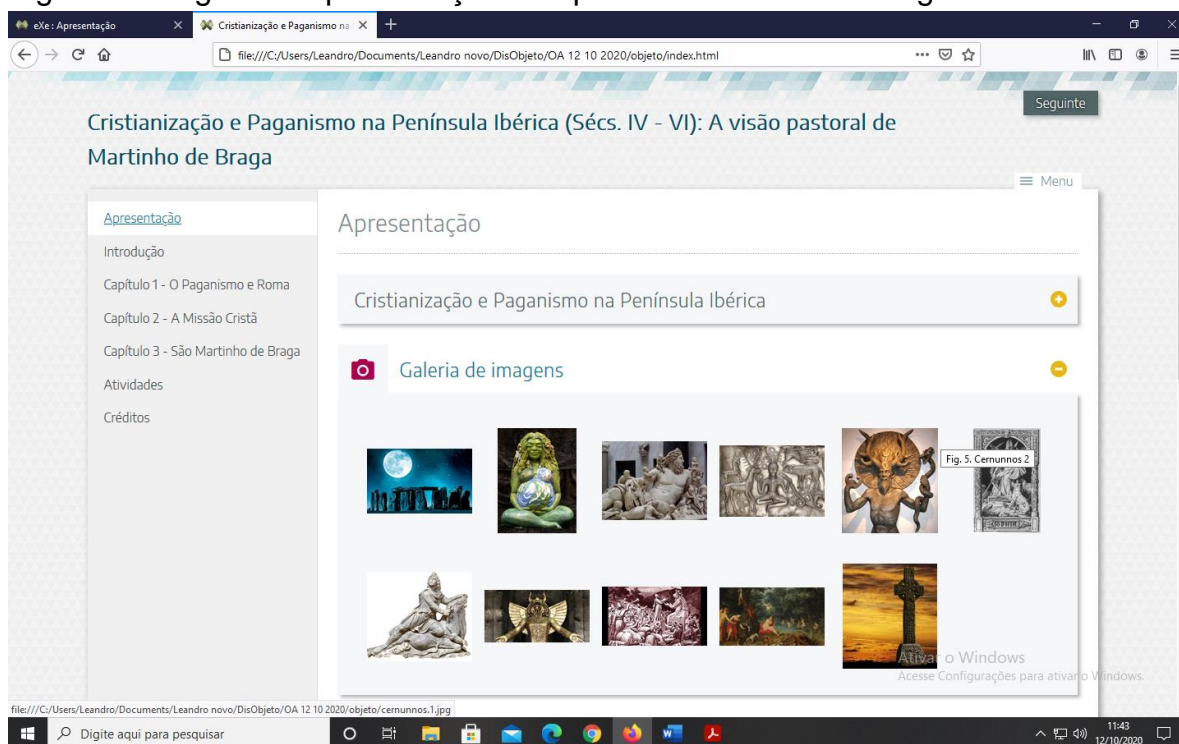 eXe : Apresentação
Cristianização e Paganismo na
file:///C:/Users/Leandro/Documents/Leandro novo/DisObjeto/OA 12 10 2020/objeto/index.html
Seguinte
Cristianização e Paganismo na Península Ibérica (Sécs. IV - VI): A visão pastoral de
Martinho de Braga
Menu
Apresentação
Introdução
Capítulo 1 - O Paganismo e Roma
Capítulo 2 - A Missão Cristã
Capítulo 3 - São Martinho de Braga
Atividades
Créditos
Apresentação
Cristianização e Paganismo na Península Ibérica
Galeria de imagens
Fig. 5. Cernunnos 2
Ativar o Windows
Acesse Configurações para ativar o Windows.
file:///C:/Users/Leandro/Documents/Leandro novo/DisObjeto/OA 12 10 2020/objeto/cernunnos.1.jpg
Digite aqui para pesquisar
11:43
12/10/2020